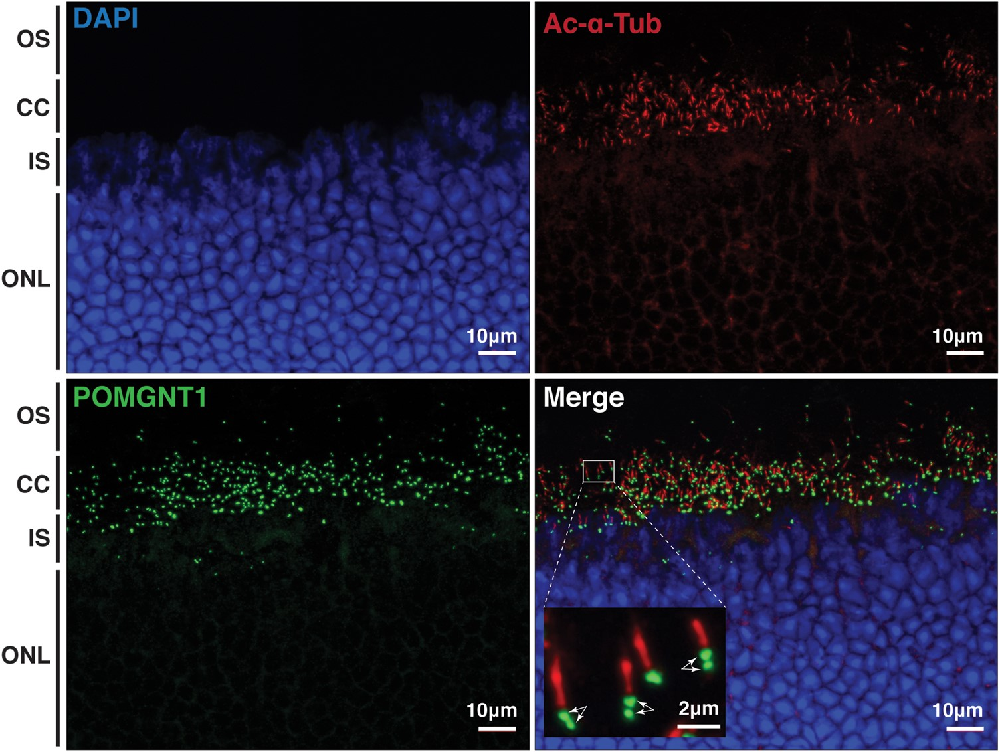 DAPI
Ac-α-Tub
OS
CC
IS
ONL
10µm
10µm
POMGNT1
Merge
OS
CC
IS
ONL
10µm
2µm
10µm